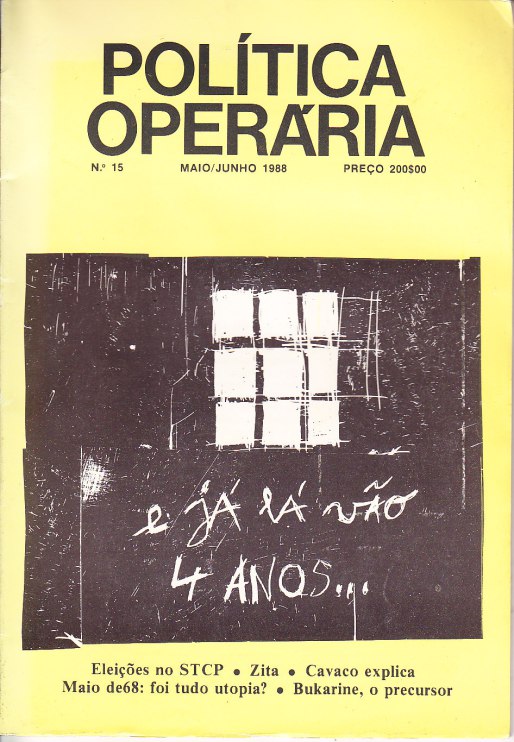 POLÍTICA
OPERÁRIA
N.º 15 MAIO/JUNHO 1988 PREÇO 200$00
e já lá vão
4 ANOS...
Eleições no STCP • Zita • Cavaco explica
Maio de68: foi tudo utopia? • Bukarine, o precursor